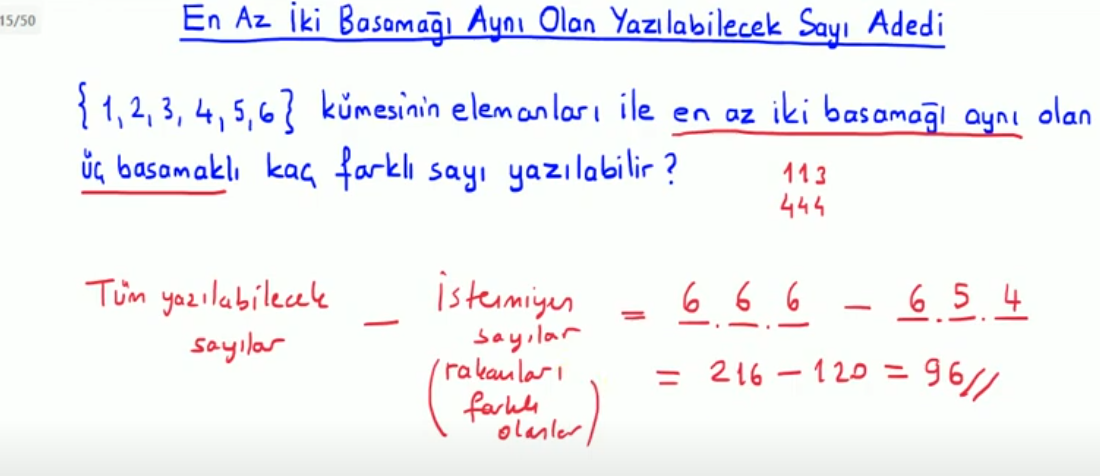 15/50
En Az İki Basamağı Aynı Olan Yazılabilecek Sayı Adedi
{1,2,3,4,5,6} kümesinin elemanları ile en az iki basamağı aynı olan
üç basamaklı kaç farklı sayı yazılabilir?
113
444
Tüm yazılabilecek sayılar − İstenmiyen sayılar (rakamları farklı olanlar) = 6 . 6 . 6 − 6 . 5 . 4
= 216 − 120 = 96//